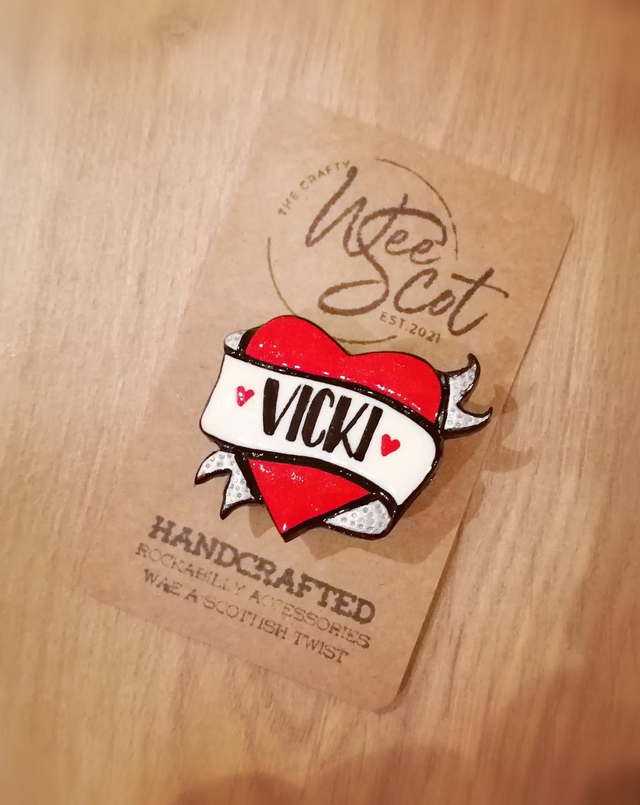 THE CRAFTY
Wee
Scot
EST.2021
VICKI
HANDCRAFTED
ROCKABILLY ACCESSORIES
WAE A SCOTTISH TWIST